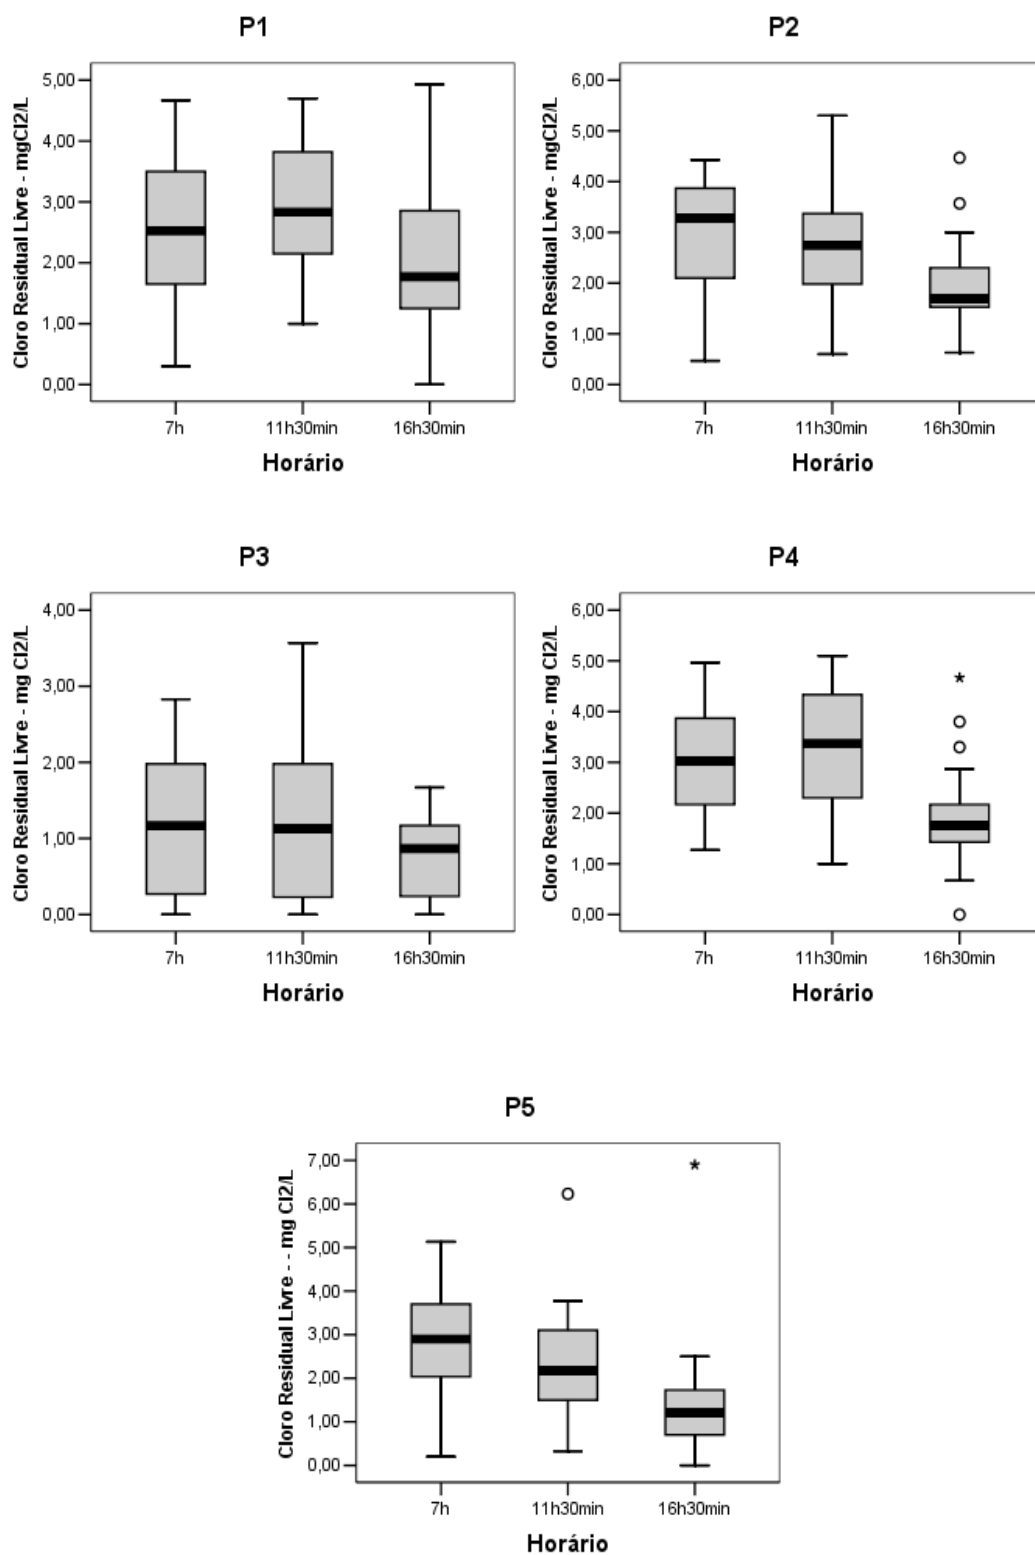 P1
Cloro Residual Livre - mgCl2/L
5,00
4,00
3,00
2,00
1,00
0,00
7h
11h30min
16h30min
Horário
P2
Cloro Residual Livre - mgCl2/L
6,00
5,00
4,00
3,00
2,00
1,00
0,00
7h
11h30min
16h30min
Horário
P3
Cloro Residual Livre - mg Cl2/L
4,00
3,00
2,00
1,00
0,00
7h
11h30min
16h30min
Horário
P4
Cloro Residual Livre - mg Cl2/L
6,00
5,00
4,00
3,00
2,00
1,00
0,00
7h
11h30min
16h30min
Horário
P5
Cloro Residual Livre - - mg Cl2/L
7,00
6,00
5,00
4,00
3,00
2,00
1,00
0,00
7h
11h30min
16h30min
Horário